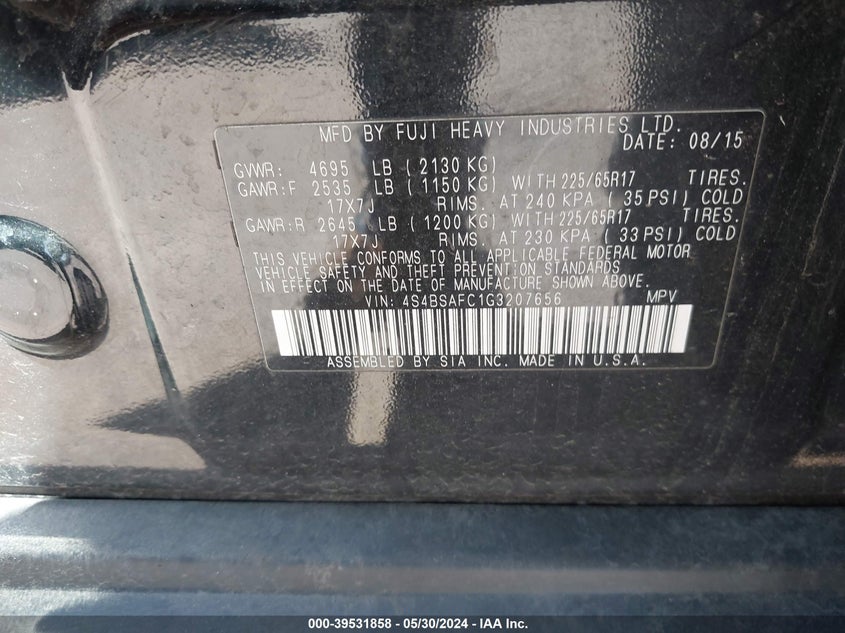 MFD BY FUJI HEAVY INDUSTRIES LTD.
DATE: 08/15
GVWR: 4695 LB ( 2130 KG)
GAWR:F 2535 LB ( 1150 KG) WITH 225/65R17 TIRES.
17X7J RIMS. AT 240 KPA ( 35 PSI) COLD
GAWR:R 2645 LB ( 1200 KG) WITH 225/65R17 TIRES.
17X7J RIMS. AT 230 KPA ( 33 PSI) COLD
THIS VEHICLE CONFORMS TO ALL APPLICABLE FEDERAL MOTOR
VEHICLE SAFETY AND THEFT PREVENTION STANDARDS
IN EFFECT ON THE DATE OF MANUFACTURE SHOWN ABOVE.
VIN: 4S4BSAFC1G3207656 MPV
ASSEMBLED BY SIA INC. MADE IN U.S.A.
000-39531858 - 05/30/2024 - IAA Inc.